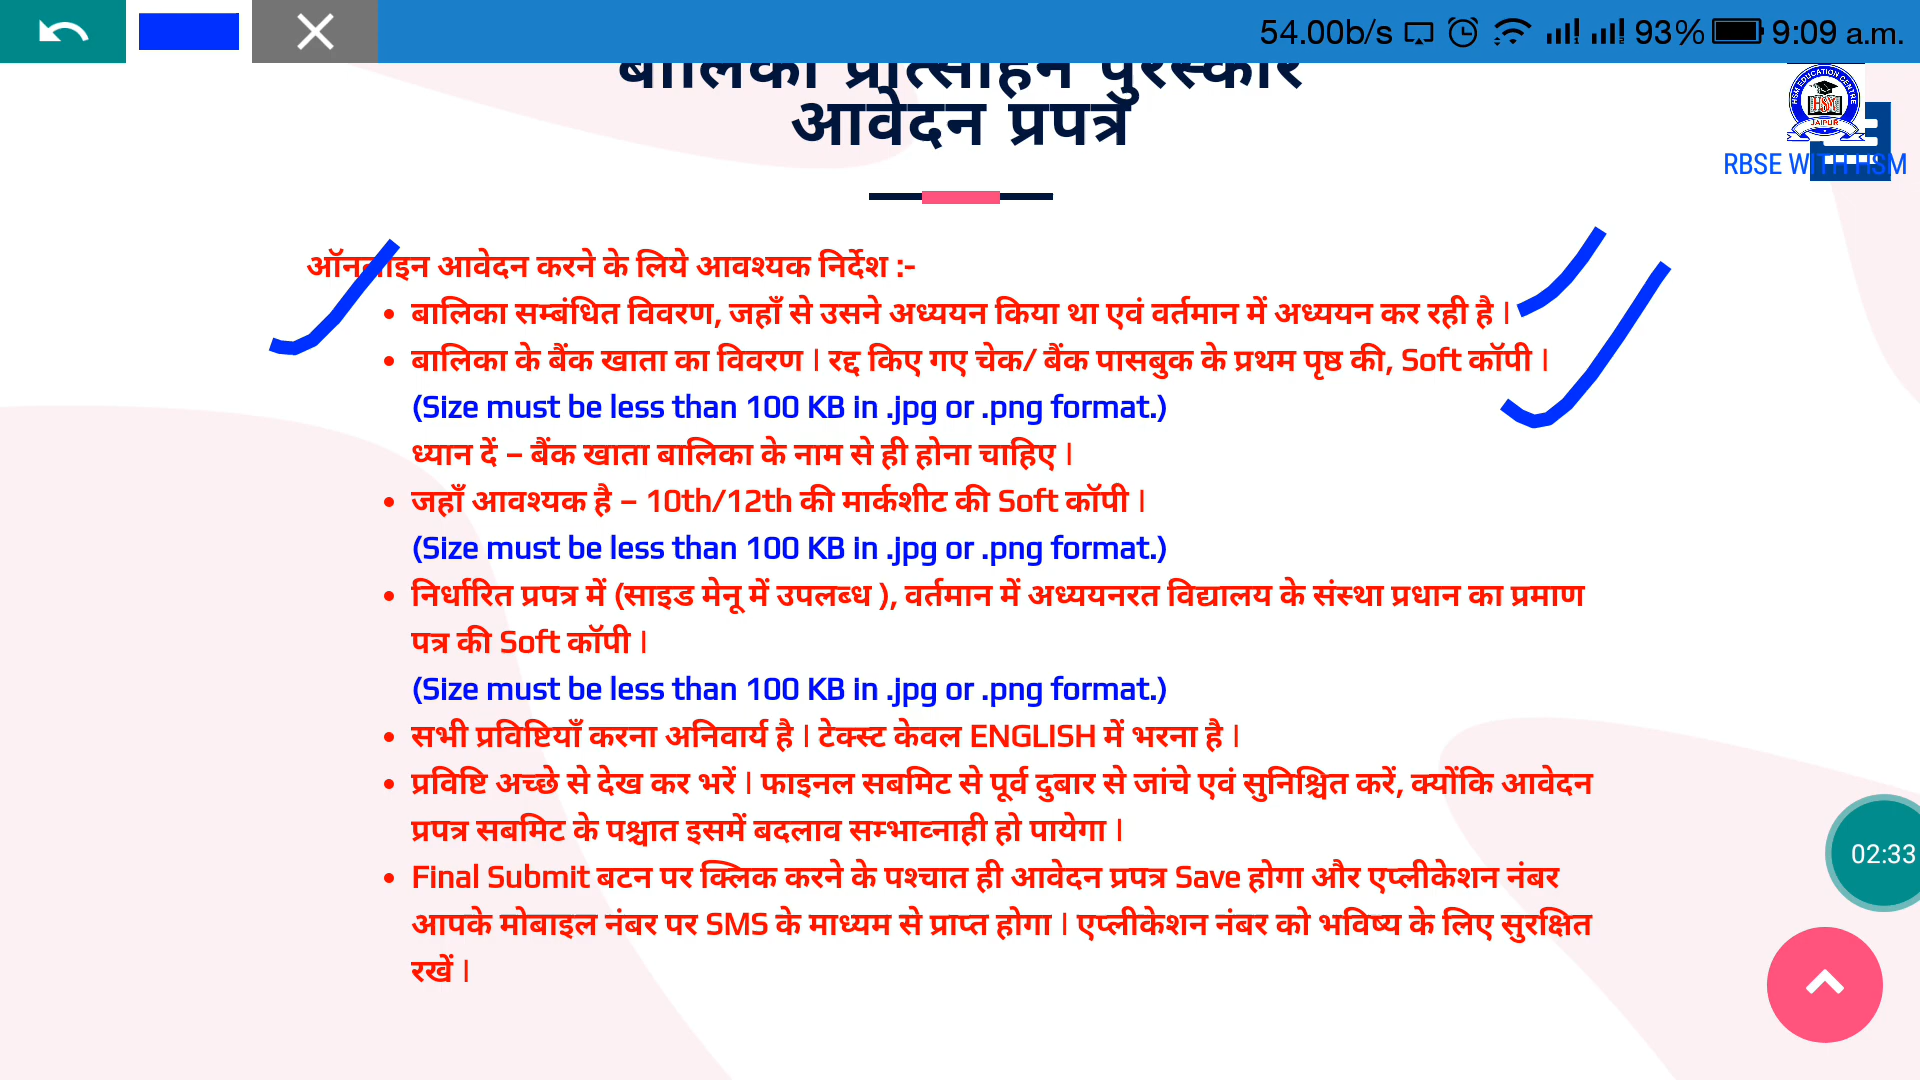 54.00b/s 93% 9:09 a.m.
बालिका प्रोत्साहन पुरस्कार
आवेदन प्रपत्र
HSM EDUCATION CENTRE
HSM
JAIPUR
RBSE WITH HSM
ऑनलाइन आवेदन करने के लिये आवश्यक निर्देश :-
• बालिका सम्बंधित विवरण, जहाँ से उसने अध्ययन किया था एवं वर्तमान में अध्ययन कर रही है |
• बालिका के बैंक खाता का विवरण | रद्द किए गए चेक/ बैंक पासबुक के प्रथम पृष्ठ की, Soft कॉपी |
(Size must be less than 100 KB in .jpg or .png format.)
ध्यान दें – बैंक खाता बालिका के नाम से ही होना चाहिए |
• जहाँ आवश्यक है – 10th/12th की मार्कशीट की Soft कॉपी |
(Size must be less than 100 KB in .jpg or .png format.)
• निर्धारित प्रपत्र में (साइड मेनू में उपलब्ध ), वर्तमान में अध्ययनरत विद्यालय के संस्था प्रधान का प्रमाण
पत्र की Soft कॉपी |
(Size must be less than 100 KB in .jpg or .png format.)
• सभी प्रविष्टियाँ करना अनिवार्य है | टेक्स्ट केवल ENGLISH में भरना है |
• प्रविष्टि अच्छे से देख कर भरें | फाइनल सबमिट से पूर्व दुबार से जांचे एवं सुनिश्चित करें, क्योंकि आवेदन
प्रपत्र सबमिट के पश्चात इसमें बदलाव सम्भाव्नाही हो पायेगा |
• Final Submit बटन पर क्लिक करने के पश्चात ही आवेदन प्रपत्र Save होगा और एप्लीकेशन नंबर
आपके मोबाइल नंबर पर SMS के माध्यम से प्राप्त होगा | एप्लीकेशन नंबर को भविष्य के लिए सुरक्षित
रखें |
02:33